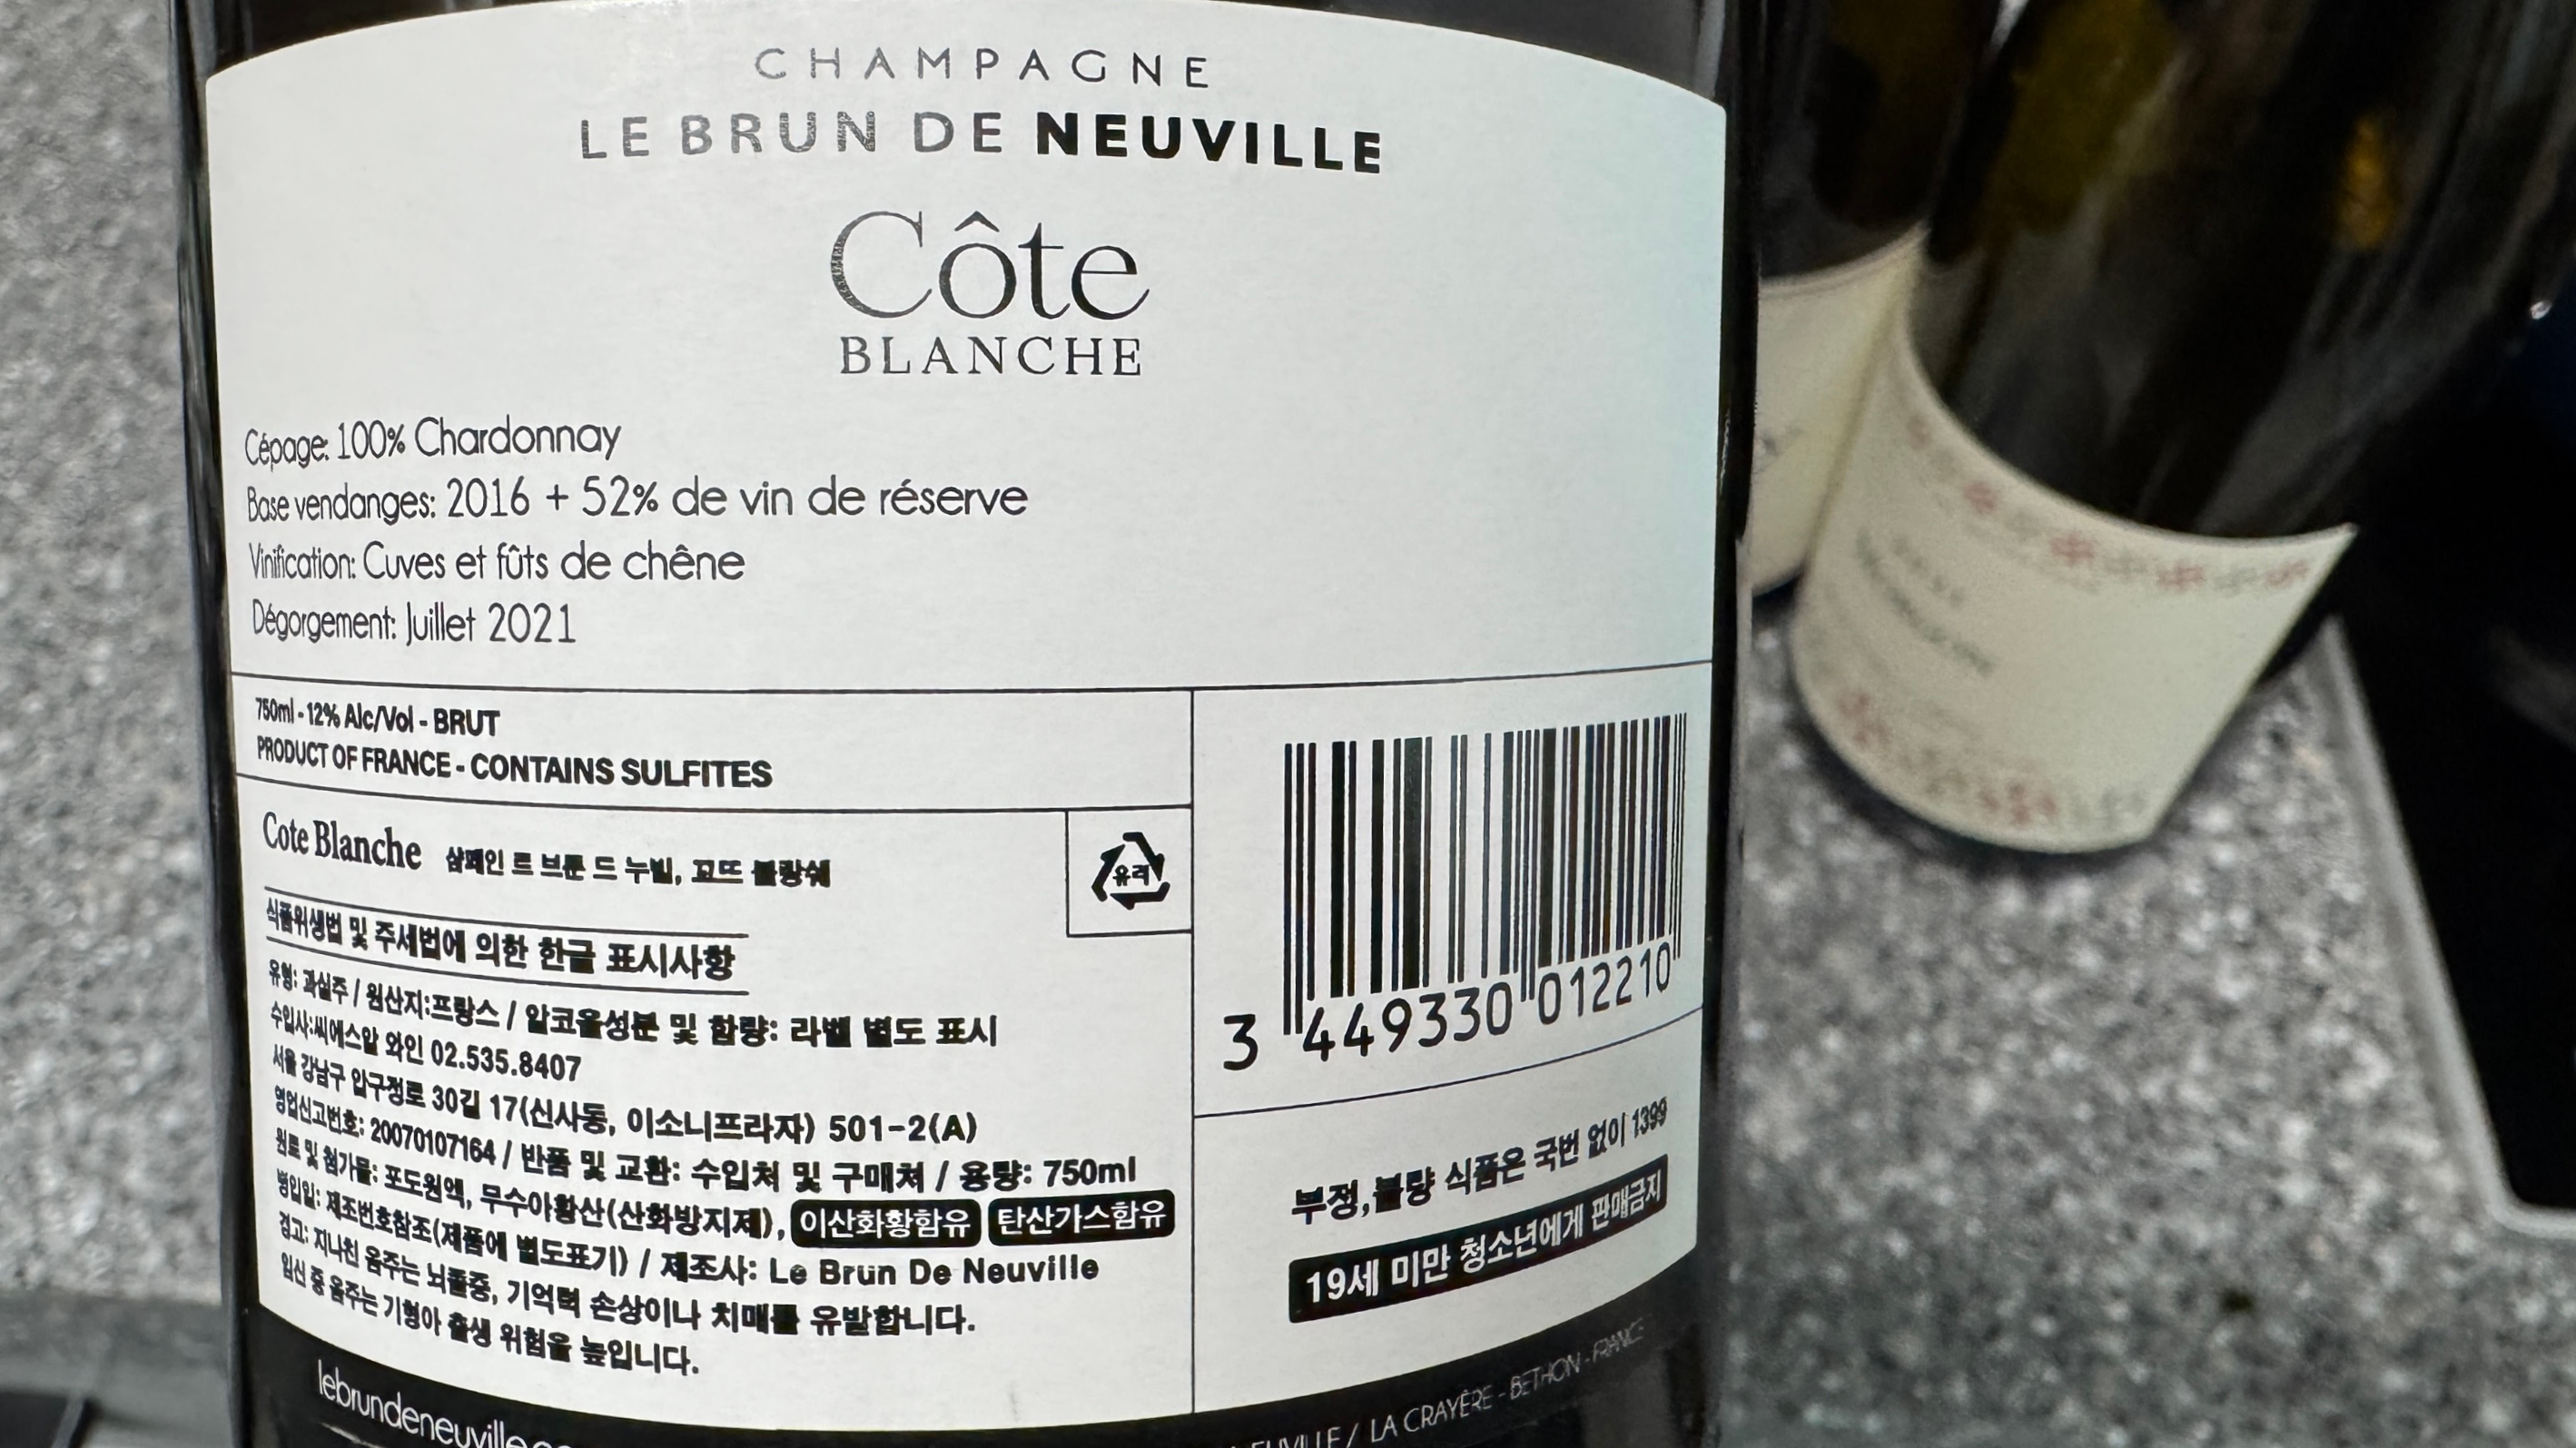 CHAMPAGNE
LE BRUN DE NEUVILLE
Côte
BLANCHE
Cépage: 100% Chardonnay
Base vendanges: 2016 + 52% de vin de réserve
Vinification: Cuves et fûts de chêne
Dégorgement: Juillet 2021
750ml - 12% Alc/Vol - BRUT
PRODUCT OF FRANCE - CONTAINS SULFITES
Cote Blanche 샴페인 르 브룬 드 누빌, 꼬뜨 블랑쉐
유리
식품위생법 및 주세법에 의한 한글 표시사항
유형: 과실주 / 원산지:프랑스 / 알코올성분 및 함량: 라벨 별도 표시
수입사:씨에스알 와인 02.535.8407
서울 강남구 압구정로 30길 17(신사동, 이소니프라자) 501-2(A)
영업신고번호: 20070107164 / 반품 및 교환: 수입처 및 구매처 / 용량: 750ml
원료 및 첨가물: 포도원액, 무수아황산(산화방지제), 이산화황함유 탄산가스함유
병입일: 제조번호참조(제품에 별도표기) / 제조사: Le Brun De Neuville
경고: 지나친 음주는 뇌졸중, 기억력 손상이나 치매를 유발합니다.
임신 중 음주는 기형아 출생 위험을 높입니다.
3 449330 012210
부정,불량 식품은 국번 없이 1399
19세 미만 청소년에게 판매금지
lebrundeneuville
NEUVILLE / LA CRAYÈRE - BETHON - FRANCE